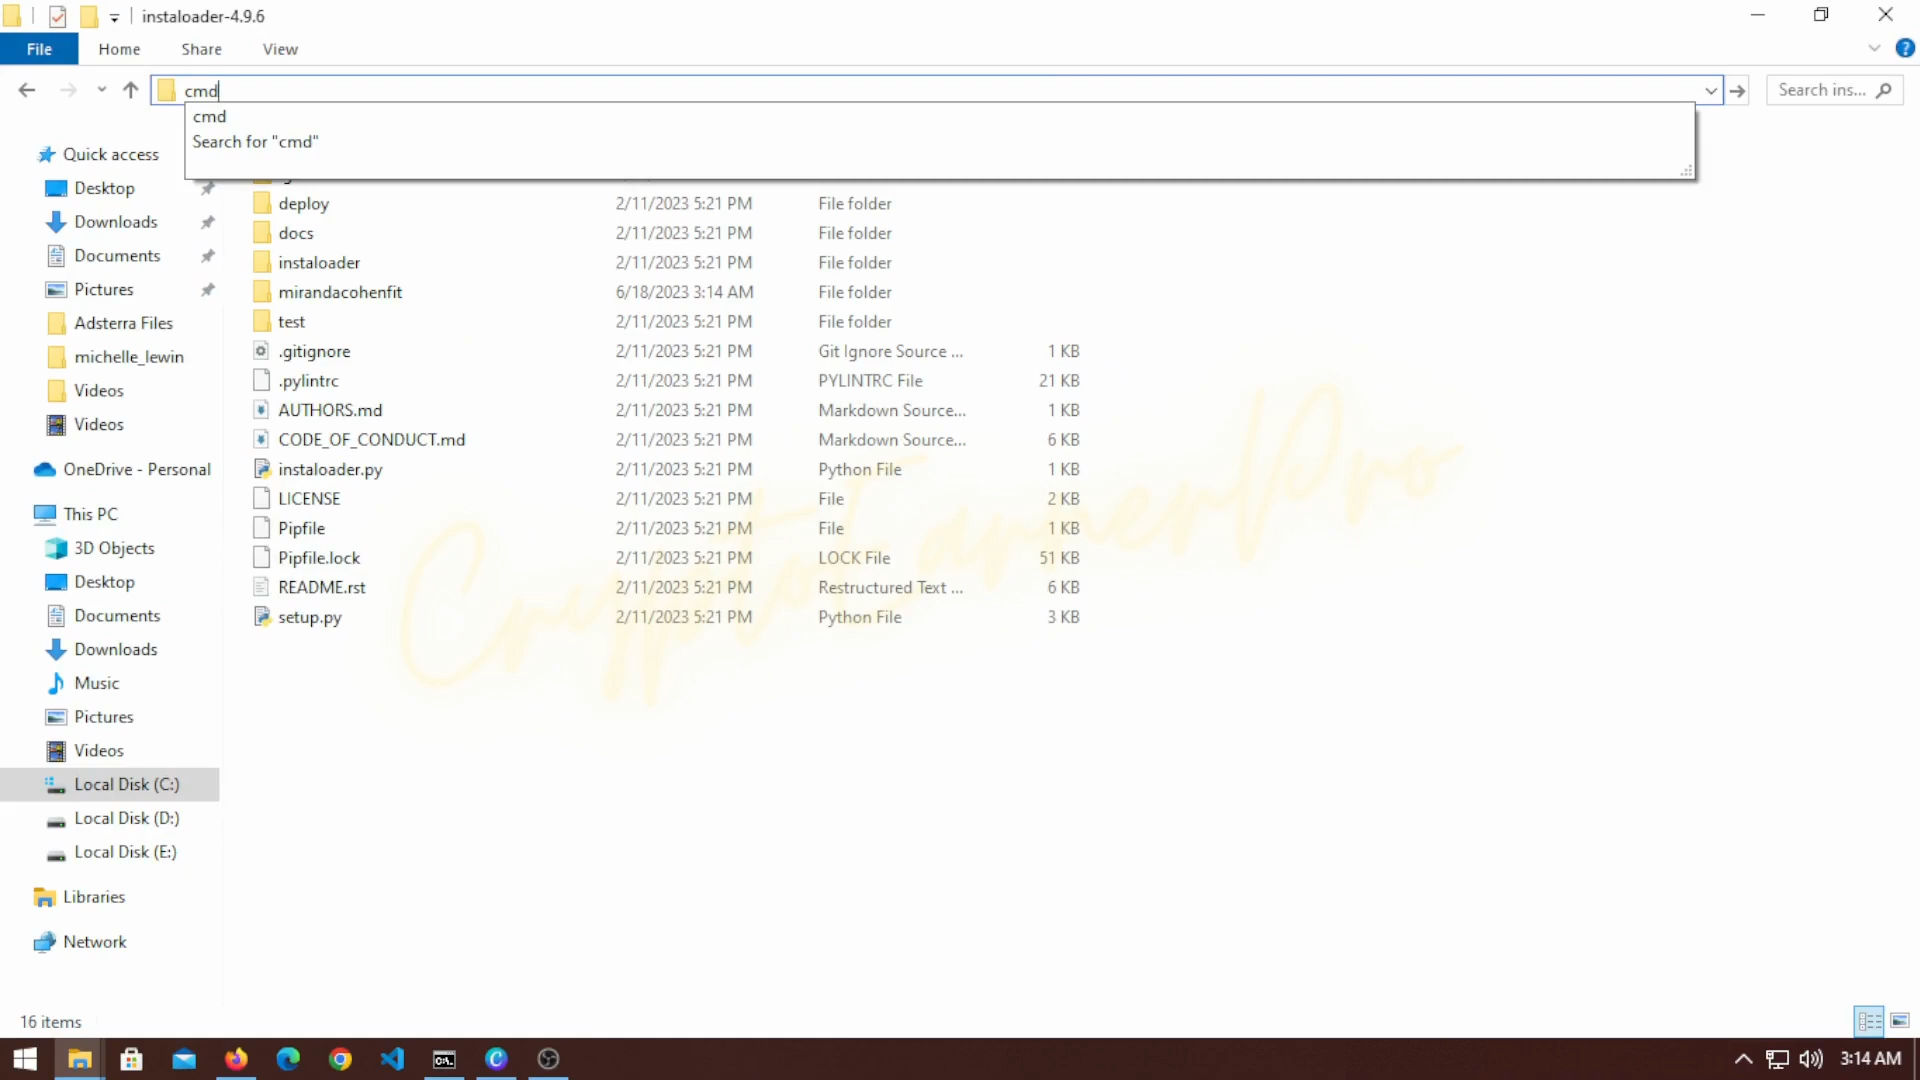 instaloader-4.9.6
File Home Share View
cmd
Search ins...
cmd
Search for "cmd"
Quick access
Desktop
Downloads
Documents
Pictures
Adsterra Files
michelle_lewin
Videos
Videos
OneDrive - Personal
This PC
3D Objects
Desktop
Documents
Downloads
Music
Pictures
Videos
Local Disk (C:)
Local Disk (D:)
Local Disk (E:)
Libraries
Network
deploy 2/11/2023 5:21 PM File folder
docs 2/11/2023 5:21 PM File folder
instaloader 2/11/2023 5:21 PM File folder
mirandacohenfit 6/18/2023 3:14 AM File folder
test 2/11/2023 5:21 PM File folder
.gitignore 2/11/2023 5:21 PM Git Ignore Source ... 1 KB
.pylintrc 2/11/2023 5:21 PM PYLINTRC File 21 KB
AUTHORS.md 2/11/2023 5:21 PM Markdown Source... 1 KB
CODE_OF_CONDUCT.md 2/11/2023 5:21 PM Markdown Source... 6 KB
instaloader.py 2/11/2023 5:21 PM Python File 1 KB
LICENSE 2/11/2023 5:21 PM File 2 KB
Pipfile 2/11/2023 5:21 PM File 1 KB
Pipfile.lock 2/11/2023 5:21 PM LOCK File 51 KB
README.rst 2/11/2023 5:21 PM Restructured Text ... 6 KB
setup.py 2/11/2023 5:21 PM Python File 3 KB
CryptoEarnerPro
16 items
3:14 AM